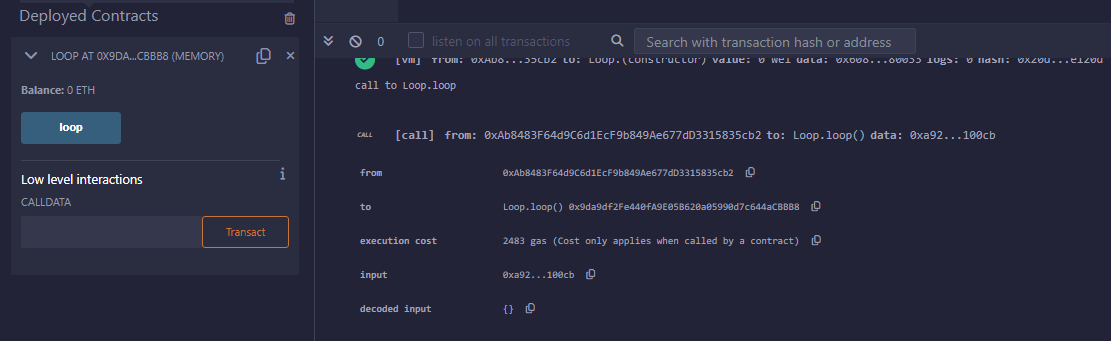 Deployed Contracts
LOOP AT 0X9DA...CBBB8 (MEMORY)
Balance: 0 ETH
loop
Low level interactions
i
CALLDATA
Transact
0
listen on all transactions
Search with transaction hash or address
[vm] from: 0xAb8...35cb2 to: Loop.(constructor) value: 0 wei data: 0x608...80033 logs: 0 hash: 0x20d...e120d
call to Loop.loop
CALL [call] from: 0xAb8483F64d9C6d1EcF9b849Ae677dD3315835cb2 to: Loop.loop() data: 0xa92...100cb
from 0xAb8483F64d9C6d1EcF9b849Ae677dD3315835cb2
to Loop.loop() 0x9da9df2Fe440fA9E05B620a05990d7c644aCBBB8
execution cost 2483 gas (Cost only applies when called by a contract)
input 0xa92...100cb
decoded input {}